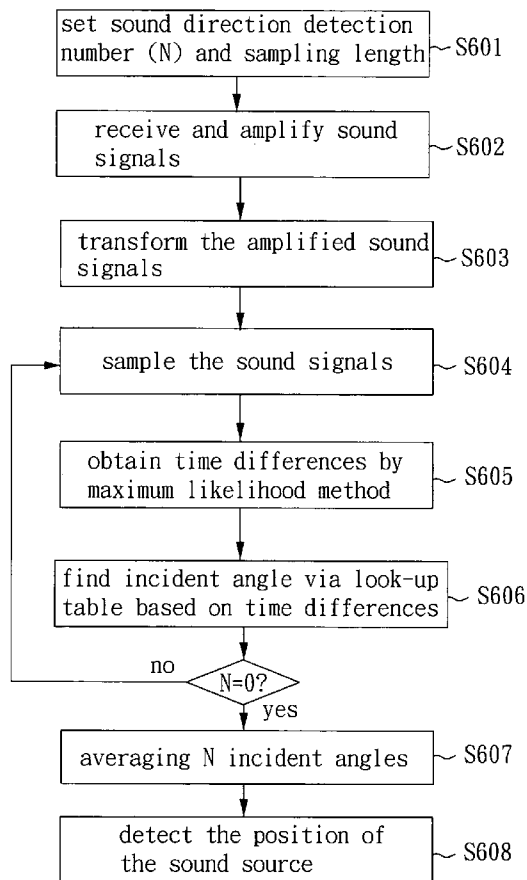 set sound direction detection
number (N) and sampling length
S601
receive and amplify sound
signals
S602
transform the amplified sound
signals
S603
sample the sound signals
S604
obtain time differences by
maximum likelihood method
S605
find incident angle via look-up
table based on time differences
S606
no
N=0?
yes
averaging N incident angles
S607
detect the position of
the sound source
S608